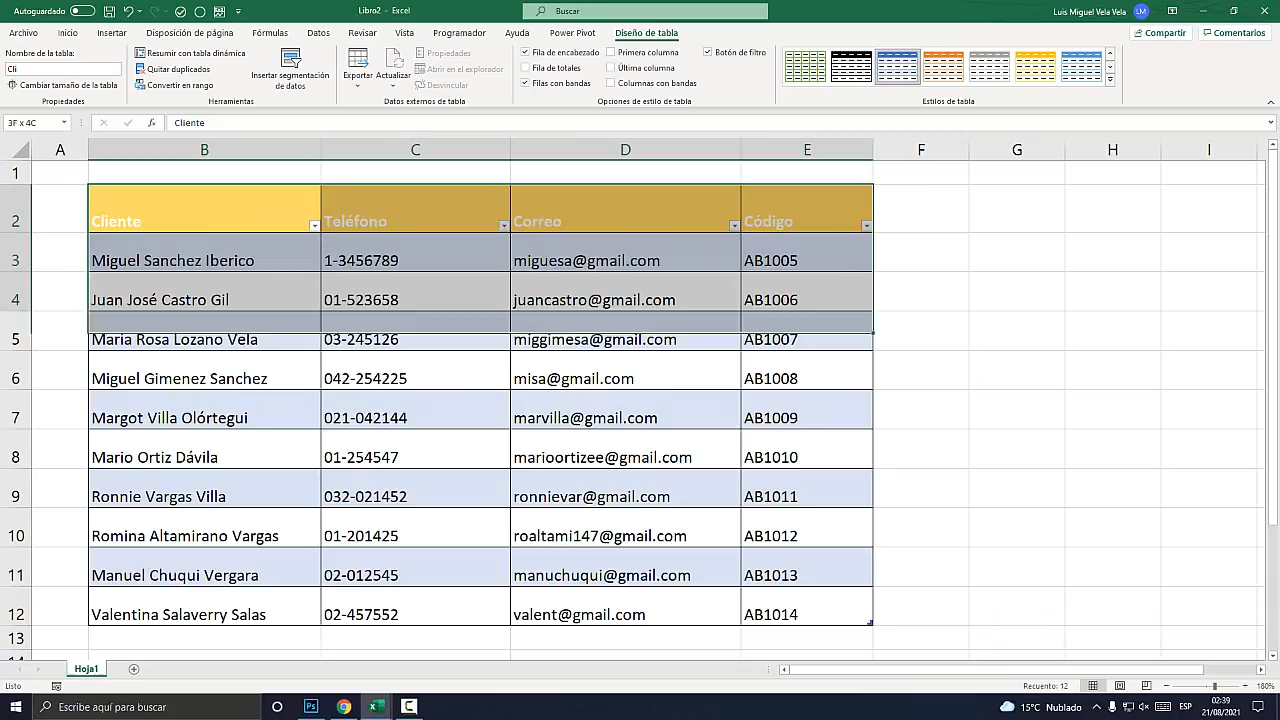 Autoguardado
Libro2 - Excel
Buscar
Luis Miguel Vela Vela
LM
Archivo
Inicio
Insertar
Disposición de página
Fórmulas
Datos
Revisar
Vista
Programador
Ayuda
Power Pivot
Diseño de tabla
Compartir
Comentarios
Nombre de la tabla:
Cli
Cambiar tamaño de la tabla
Propiedades
Resumir con tabla dinámica
Quitar duplicados
Convertir en rango
Insertar segmentación
de datos
Herramientas
Exportar
Actualizar
Propiedades
Abrir en el explorador
Desvincular
Datos externos de tabla
Fila de encabezado
Primera columna
Botón de filtro
Fila de totales
Última columna
Filas con bandas
Columnas con bandas
Opciones de estilo de tabla
Estilos de tabla
3F x 4C
fx
Cliente
A B C D E F G H I
1
2 Cliente Teléfono Correo Código
3 Miguel Sanchez Iberico 1-3456789 miguesa@gmail.com AB1005
4 Juan José Castro Gil 01-523658 juancastro@gmail.com AB1006
5 Maria Rosa Lozano Vela 03-245126 miggimesa@gmail.com AB1007
6 Miguel Gimenez Sanchez 042-254225 misa@gmail.com AB1008
7 Margot Villa Olórtegui 021-042144 marvilla@gmail.com AB1009
8 Mario Ortiz Dávila 01-254547 marioortizee@gmail.com AB1010
9 Ronnie Vargas Villa 032-021452 ronnievar@gmail.com AB1011
10 Romina Altamirano Vargas 01-201425 roaltami147@gmail.com AB1012
11 Manuel Chuqui Vergara 02-012545 manuchuqui@gmail.com AB1013
12 Valentina Salaverry Salas 02-457552 valent@gmail.com AB1014
13
14
Hoja1
Listo
Recuento: 12
180%
Escribe aquí para buscar
Ps
15°C Nublado
ESP
02:39
21/08/2021